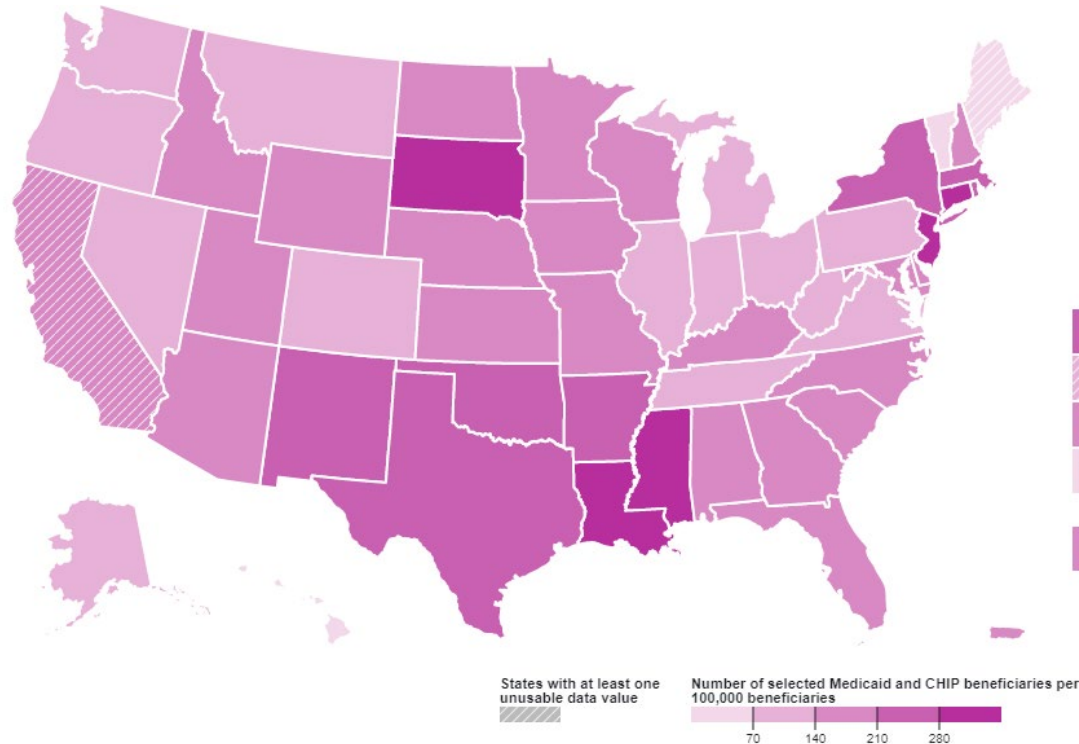 States with at least one
unusable data value
Number of selected Medicaid and CHIP beneficiaries per
100,000 beneficiaries
70 140 210 280